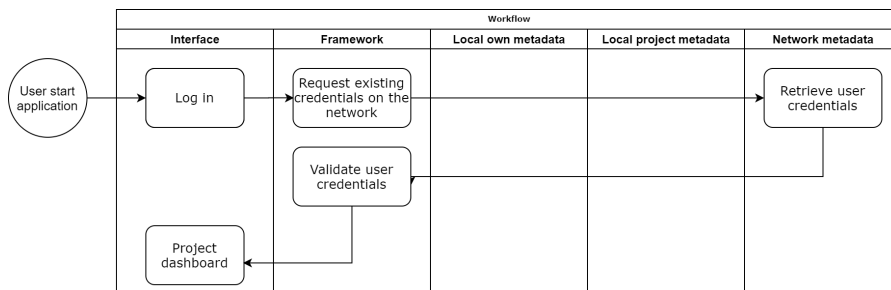 Workflow
Interface
Framework
Local own metadata
Local project metadata
Network metadata
User start
application
Log in
Request existing
credentials on the
network
Retrieve user
credentials
Validate user
credentials
Project
dashboard